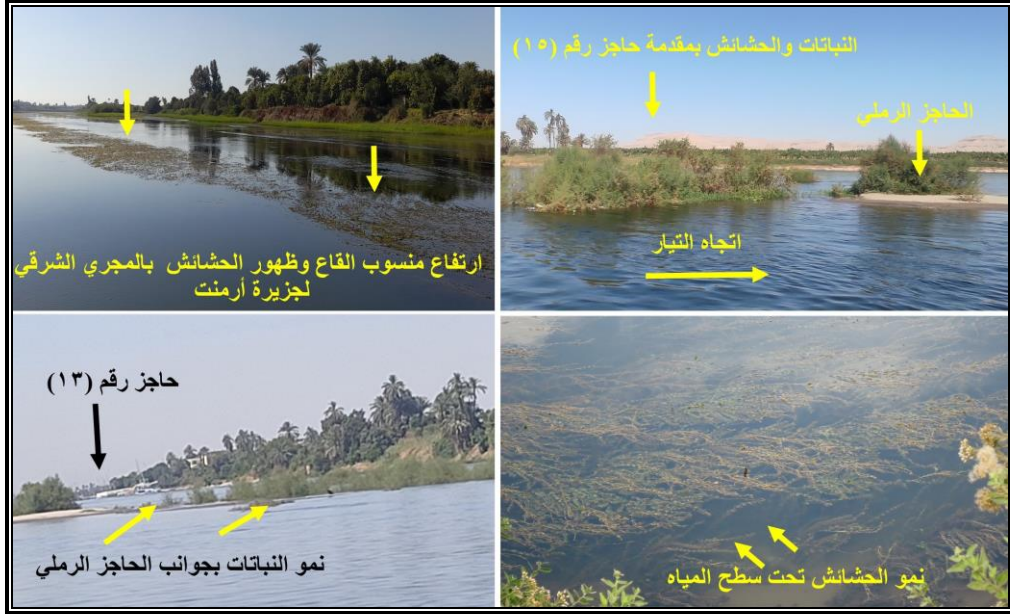 النباتات والحشائش بمقدمة حاجز رقم (١٥)
الحاجز الرملي
اتجاه التيار
ارتفاع منسوب القاع وظهور الحشائش بالمجري الشرقي
لجزيرة أرمنت
حاجز رقم (١٣)
نمو النباتات بجوانب الحاجز الرملي
نمو الحشائش تحت سطح المياه